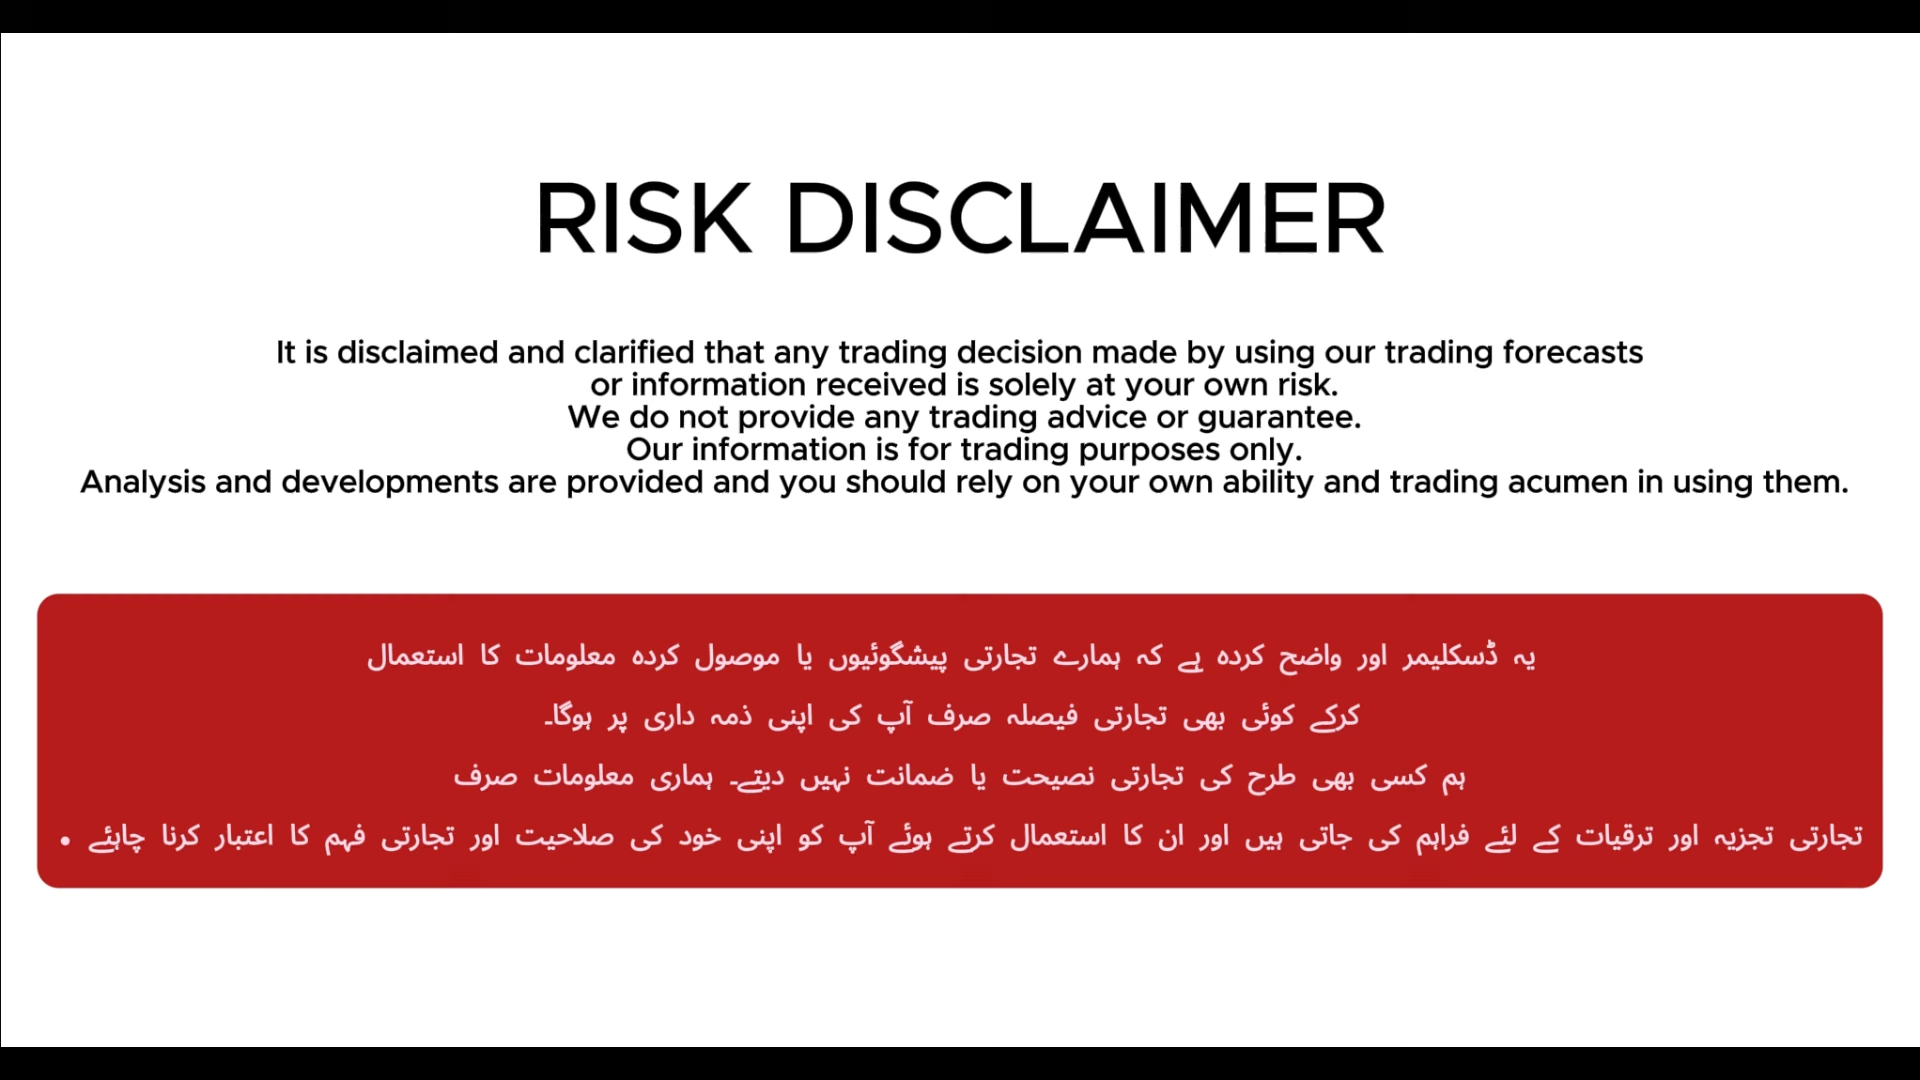 RISK DISCLAIMER
It is disclaimed and clarified that any trading decision made by using our trading forecasts
or information received is solely at your own risk.
We do not provide any trading advice or guarantee.
Our information is for trading purposes only.
Analysis and developments are provided and you should rely on your own ability and trading acumen in using them.
یہ ڈسکلیمر اور واضح کردہ ہے کہ ہمارے تجارتی پیشگوئیوں یا موصول کردہ معلومات کا استعمال
کرکے کوئی بھی تجارتی فیصلہ صرف آپ کی اپنی ذمہ داری پر ہوگا۔
ہم کسی بھی طرح کی تجارتی نصیحت یا ضمانت نہیں دیتے۔ ہماری معلومات صرف
تجارتی تجزیہ اور ترقیات کے لئے فراہم کی جاتی ہیں اور ان کا استعمال کرتے ہوئے آپ کو اپنی خود کی صلاحیت اور تجارتی فہم کا اعتبار کرنا چاہئے •